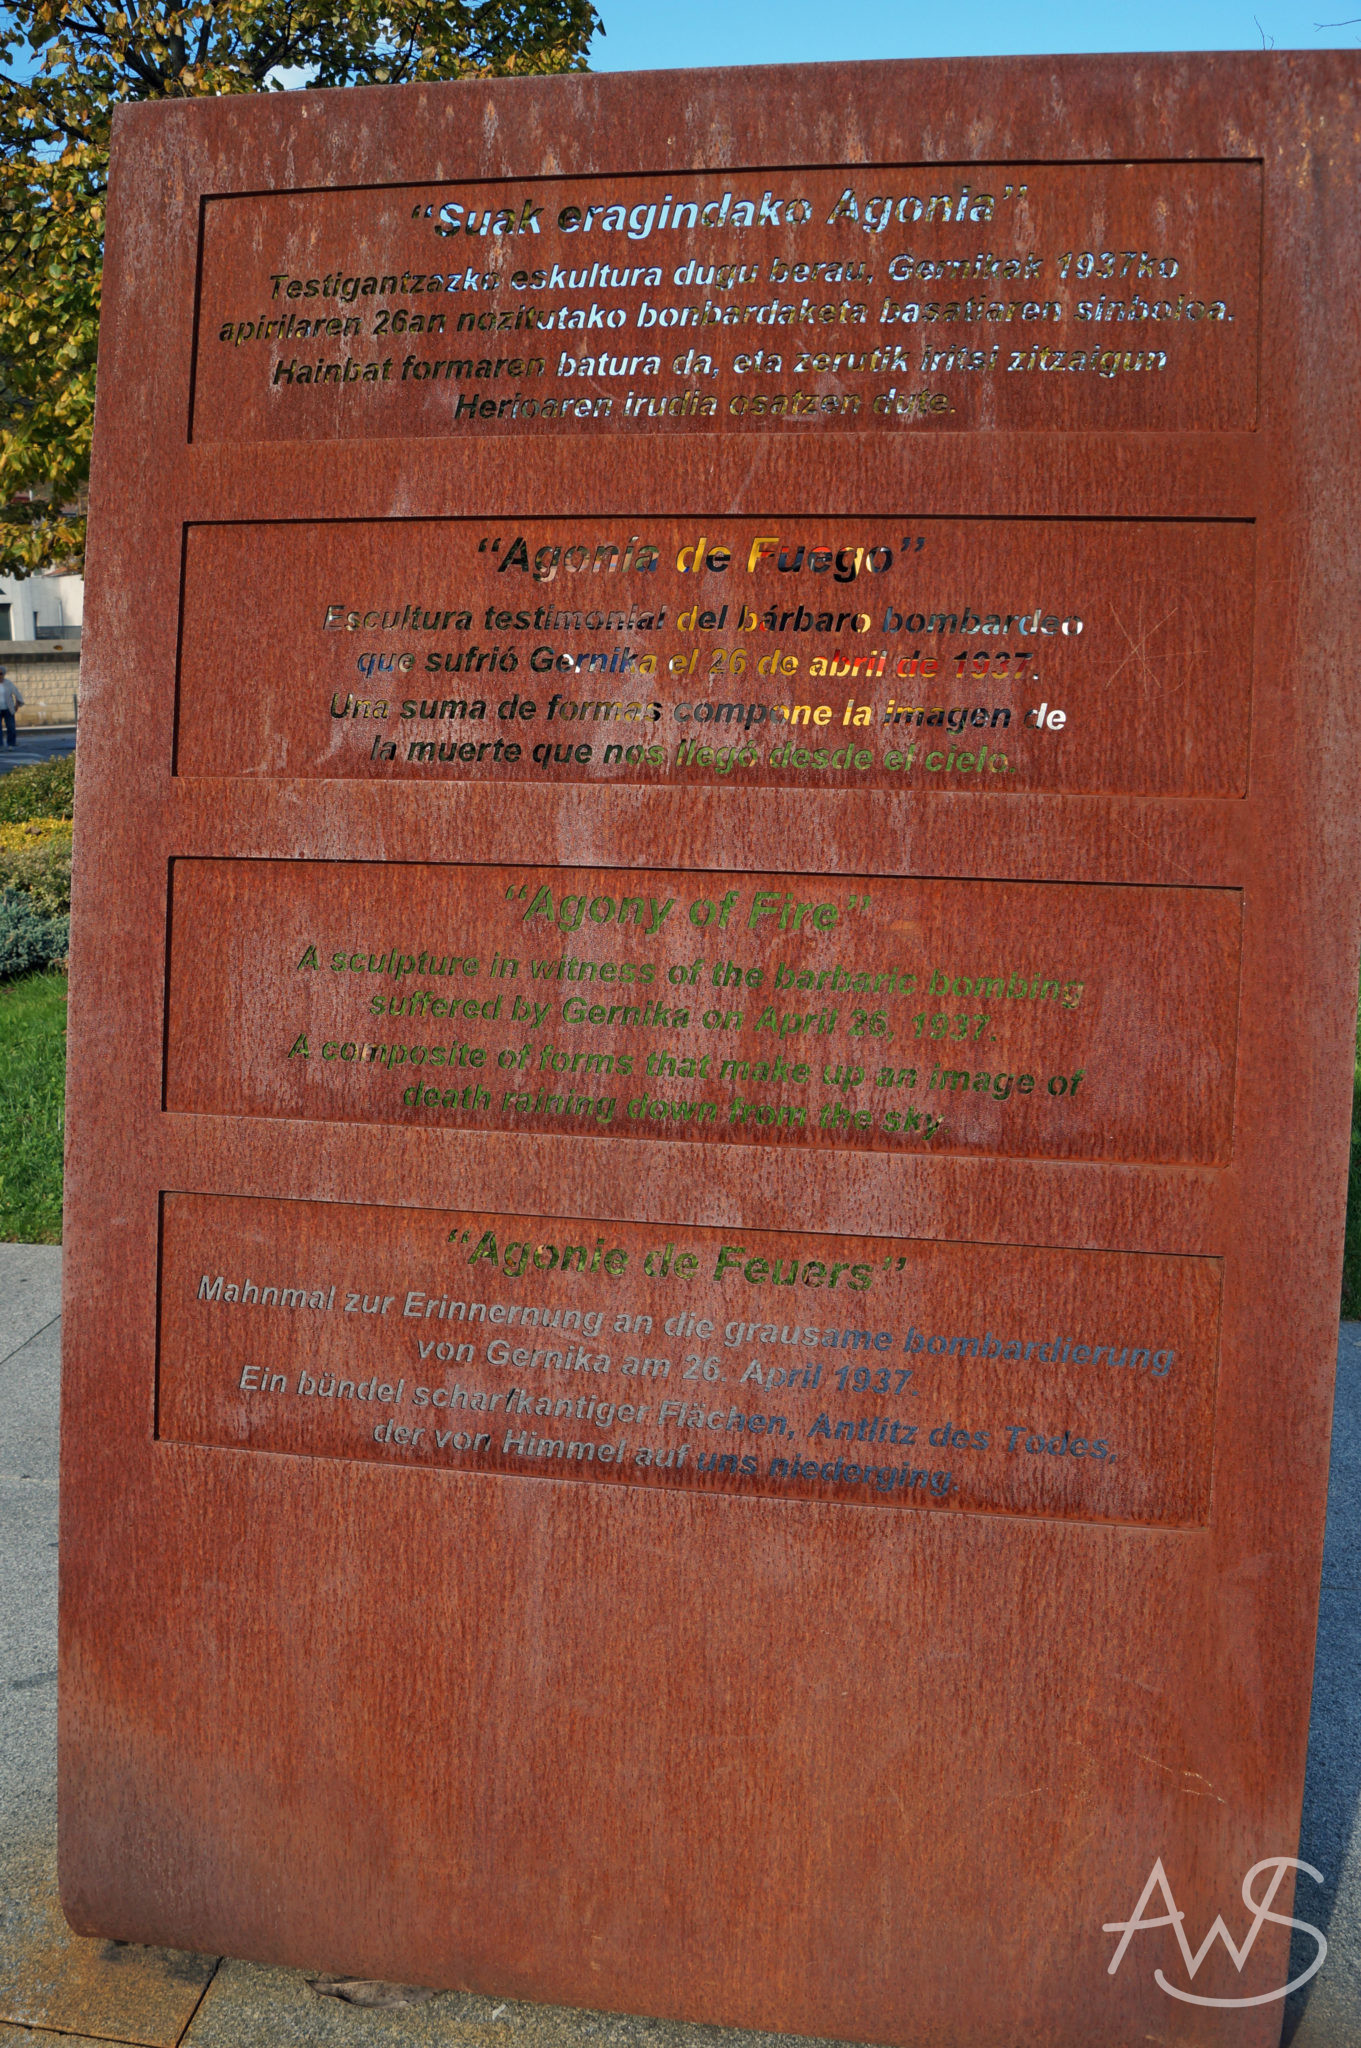 “Suak eragindako Agonia”
Testigantzazko eskultura dugu berau, Gernikak 1937ko
apirilaren 26an nozitutako bonbardaketa basatiaren sinboloa.
Hainbat formaren batura da, eta zerutik iritsi zitzaigun
Herioaren irudia osatzen dute.
“Agonía de Fuego”
Escultura testimonial del bárbaro bombardeo
que sufrió Gernika el 26 de abril de 1937.
Una suma de formas compone la imagen de
la muerte que nos llegó desde el cielo.
“Agony of Fire”
A sculpture in witness of the barbaric bombing
suffered by Gernika on April 26, 1937.
A composite of forms that make up an image of
death raining down from the sky
“Agonie de Feuers”
Mahnmal zur Erinnernung an die grausame bombardierung
von Gernika am 26. April 1937.
Ein bündel scharfkantiger Flächen, Antlitz des Todes,
der von Himmel auf uns niederging.
AwS